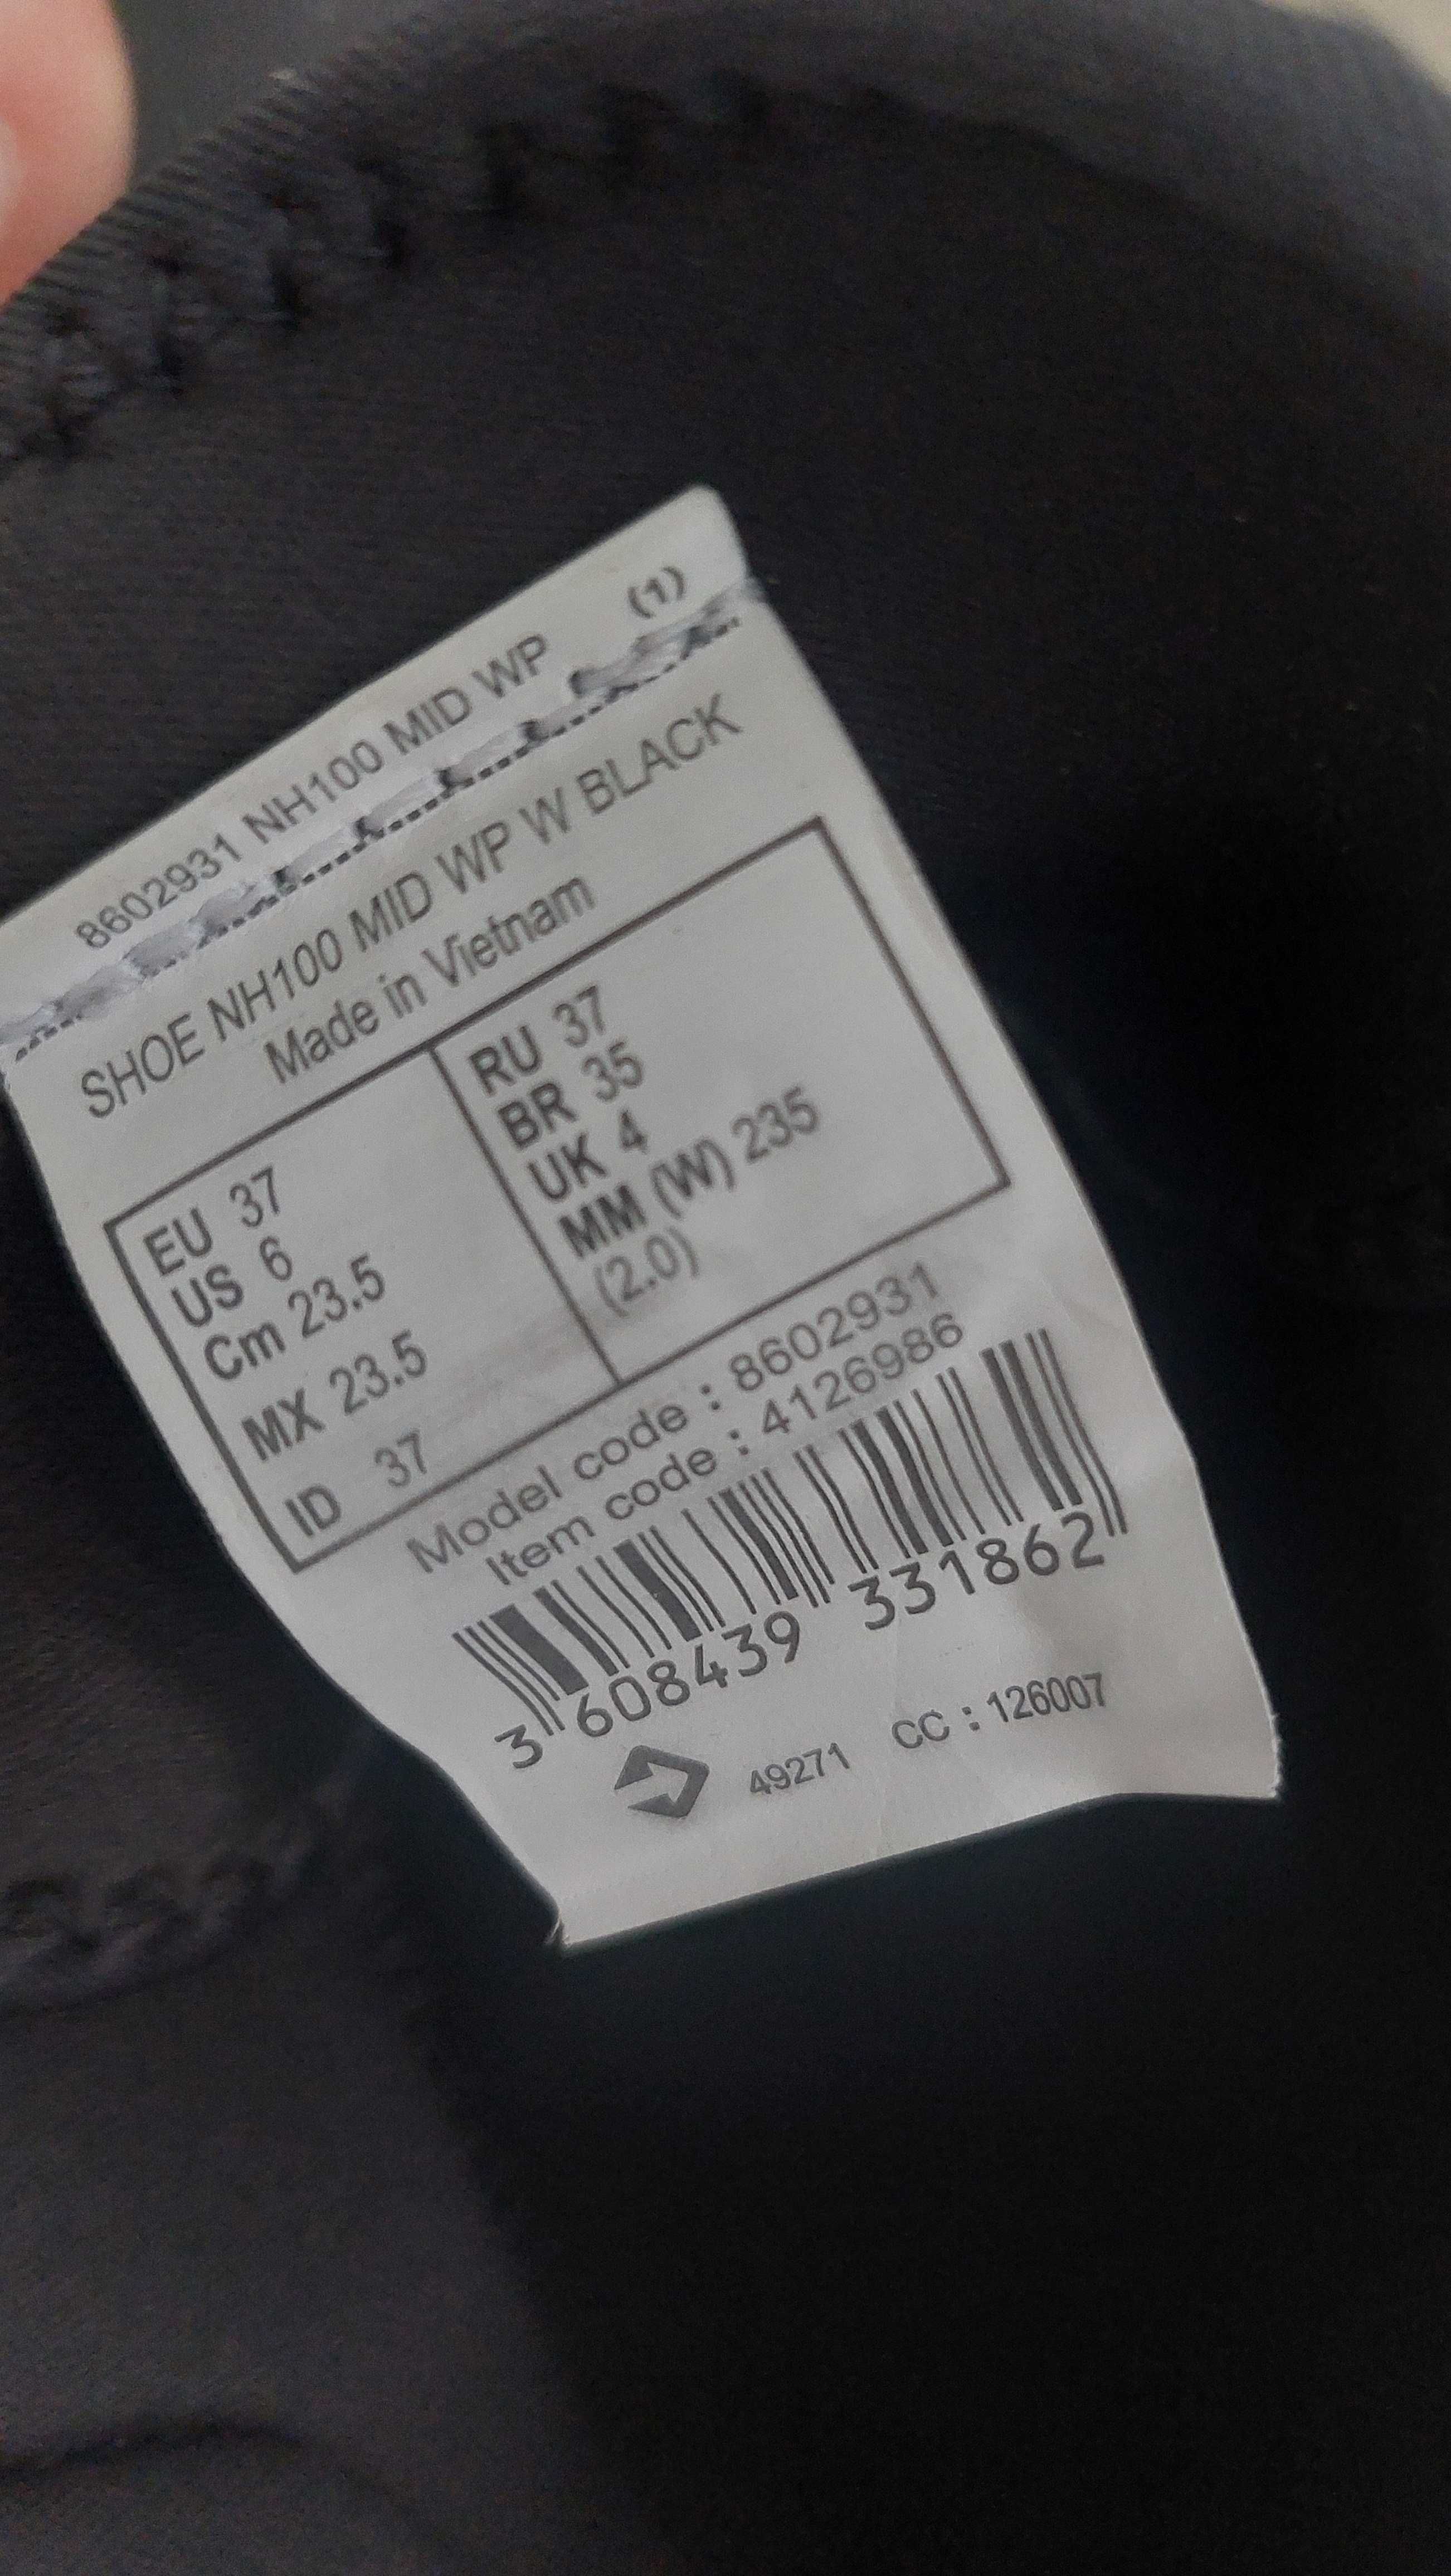 8602931 NH100 MID WP (1)
SHOE NH100 MID WP W BLACK
Made in Vietnam
EU 37
US 6
Cm 23.5
MX 23.5
ID 37
RU 37
BR 35
UK 4
MM (W) 235
(2.0)
Model code : 8602931
Item code : 4126986
3 608439 331862
49271 CC : 126007